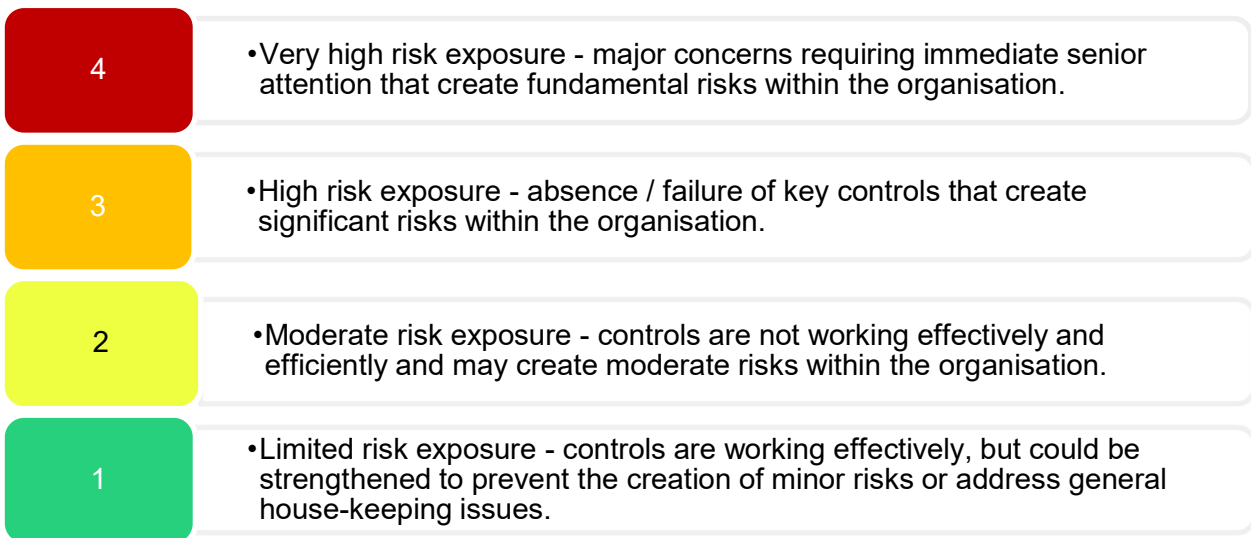 4
•Very high risk exposure - major concerns requiring immediate senior
attention that create fundamental risks within the organisation.
3
•High risk exposure - absence / failure of key controls that create
significant risks within the organisation.
2
•Moderate risk exposure - controls are not working effectively and
efficiently and may create moderate risks within the organisation.
1
•Limited risk exposure - controls are working effectively, but could be
strengthened to prevent the creation of minor risks or address general
house-keeping issues.